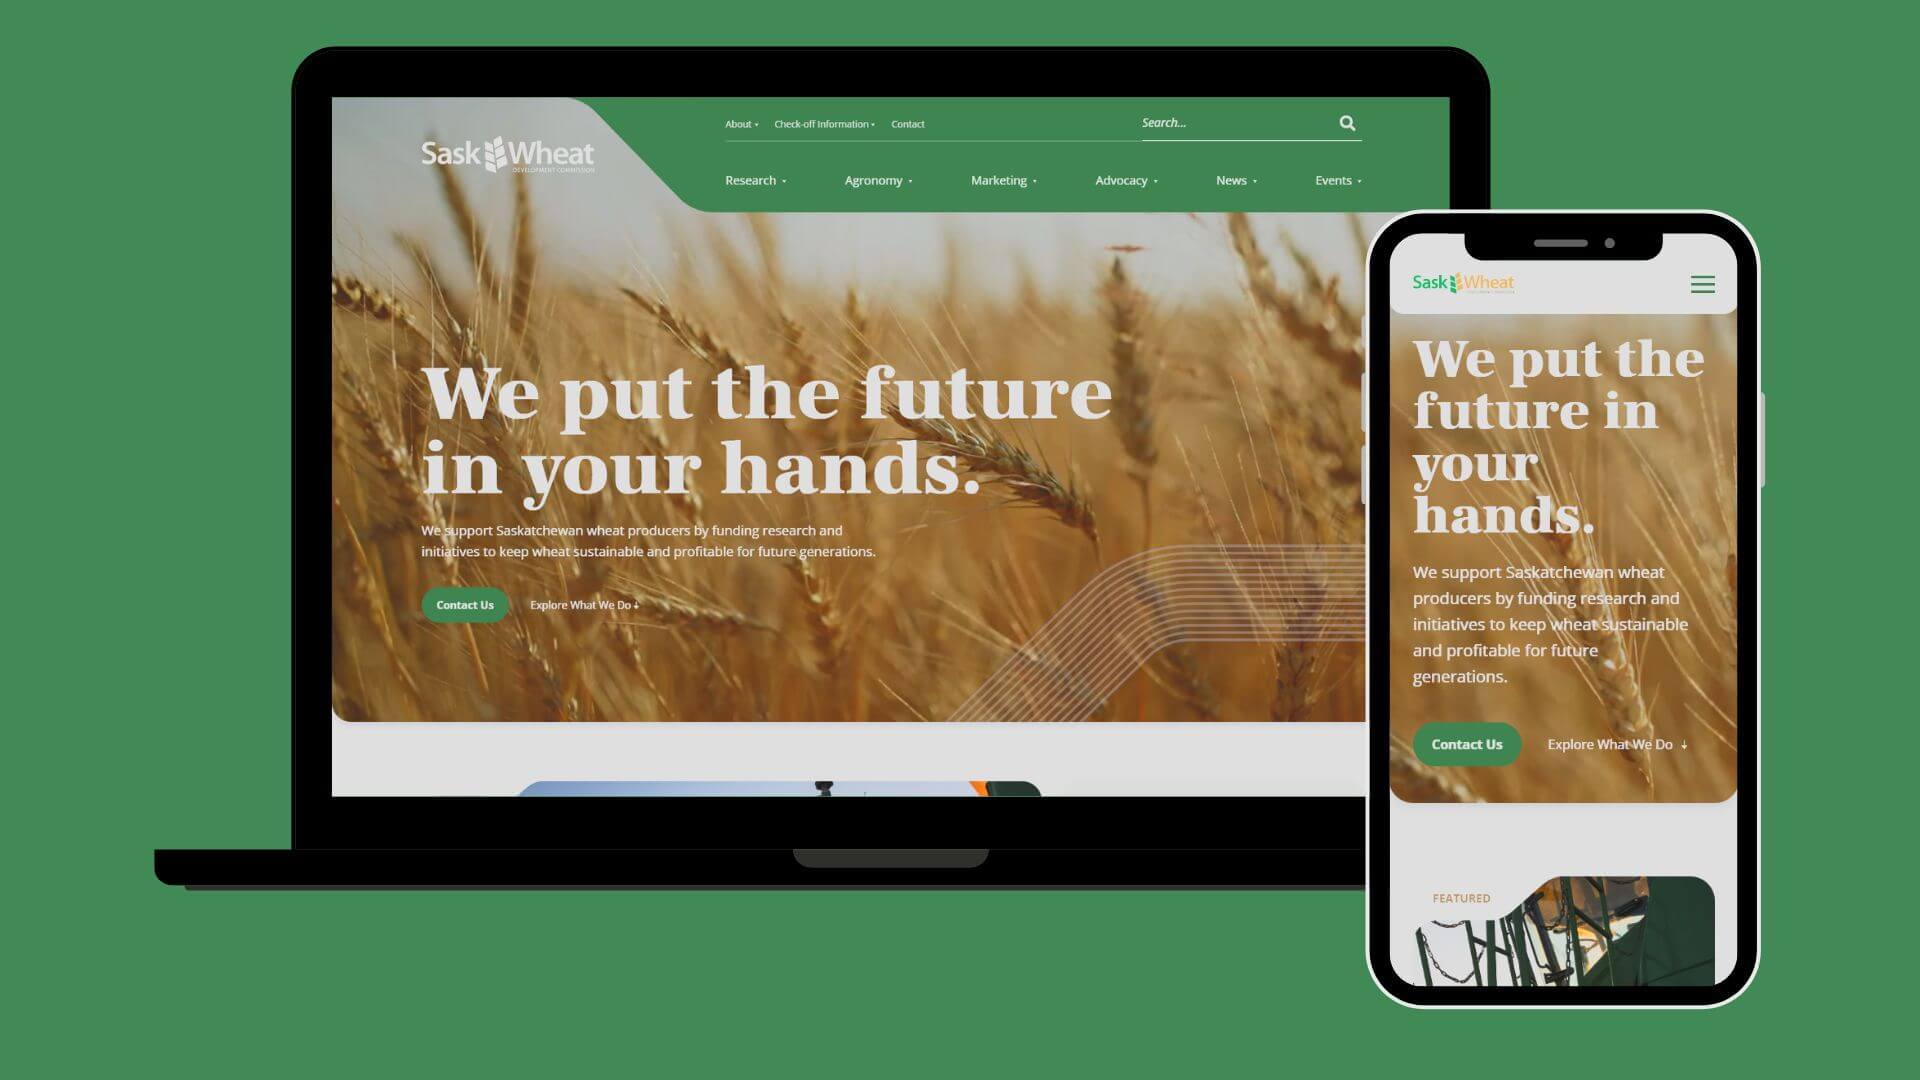 About
Check-off Information
Contact
Search...
Sask Wheat
DEVELOPMENT COMMISSION
Research
Agronomy
Marketing
Advocacy
News
Events
We put the future
in your hands.
We support Saskatchewan wheat producers by funding research and
initiatives to keep wheat sustainable and profitable for future generations.
Contact Us
Explore What We Do ↓
Sask Wheat
We put the
future in
your
hands.
We support Saskatchewan wheat
producers by funding research and
initiatives to keep wheat sustainable
and profitable for future
generations.
Contact Us
Explore What We Do ↓
FEATURED